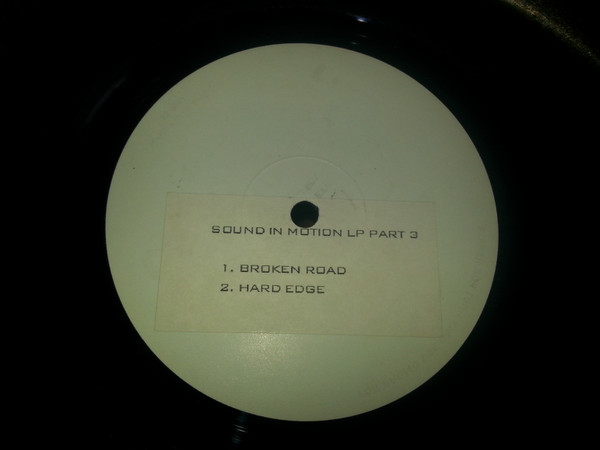 SOUND IN MOTION LP PART 3
1. BROKEN ROAD
2. HARD EDGE